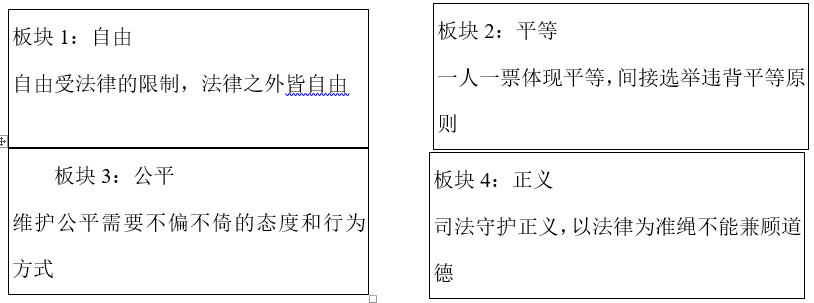 板块 1：自由
自由受法律的限制，法律之外皆自由
板块 2：平等
一人一票体现平等，间接选举违背平等原
则
板块 3：公平
维护公平需要不偏不倚的态度和行为
方式
板块 4：正义
司法守护正义，以法律为准绳不能兼顾道
德